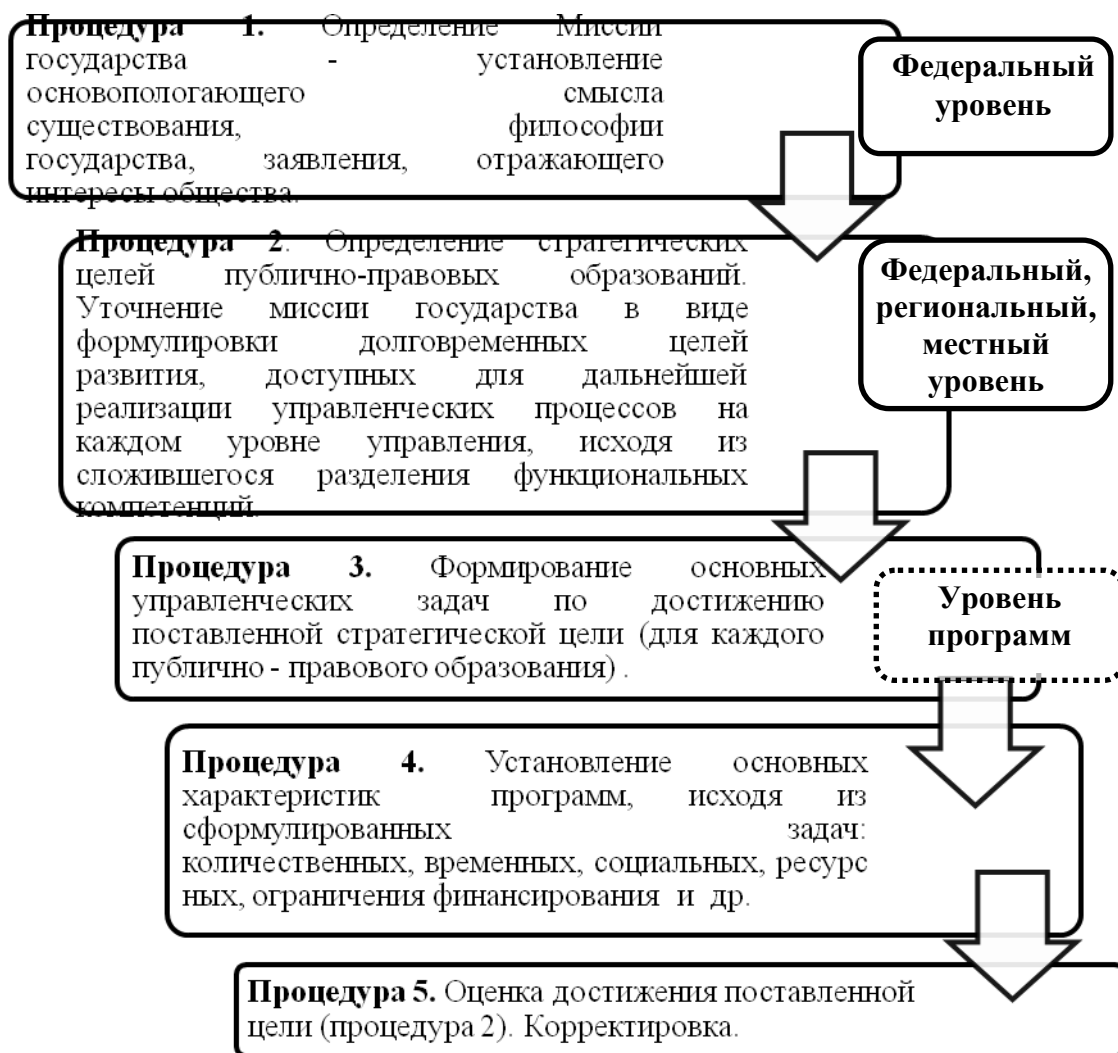 Процедура 1. Определение Миссии
государства - установление
основопологающего смысла
существования, философии
государства, заявления, отражающего
интересы общества.
Федеральный
уровень
Процедура 2. Определение стратегических
целей публично-правовых образований.
Уточнение миссии государства в виде
формулировки долговременных целей
развития, доступных для дальнейшей
реализации управленческих процессов на
каждом уровне управления, исходя из
сложившегося разделения функциональных
компетенций.
Федеральный,
региональный,
местный
уровень
Процедура 3. Формирование основных
управленческих задач по достижению
поставленной стратегической цели (для каждого
публично - правового образования) .
Уровень
программ
Процедура 4. Установление основных
характеристик программ, исходя из
сформулированных задач:
количественных, временных, социальных, ресурс
ных, ограничения финансирования и др.
Процедура 5. Оценка достижения поставленной
цели (процедура 2). Корректировка.